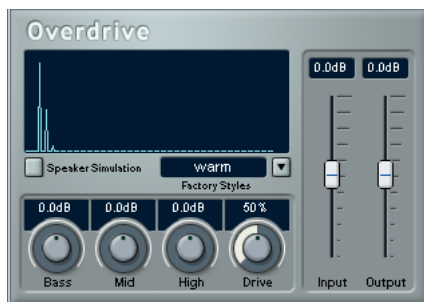 Overdrive
0.0dB 0.0dB
Speaker Simulation warm
Factory Styles
0.0dB 0.0dB 0.0dB 50%
Bass Mid High Drive Input Output